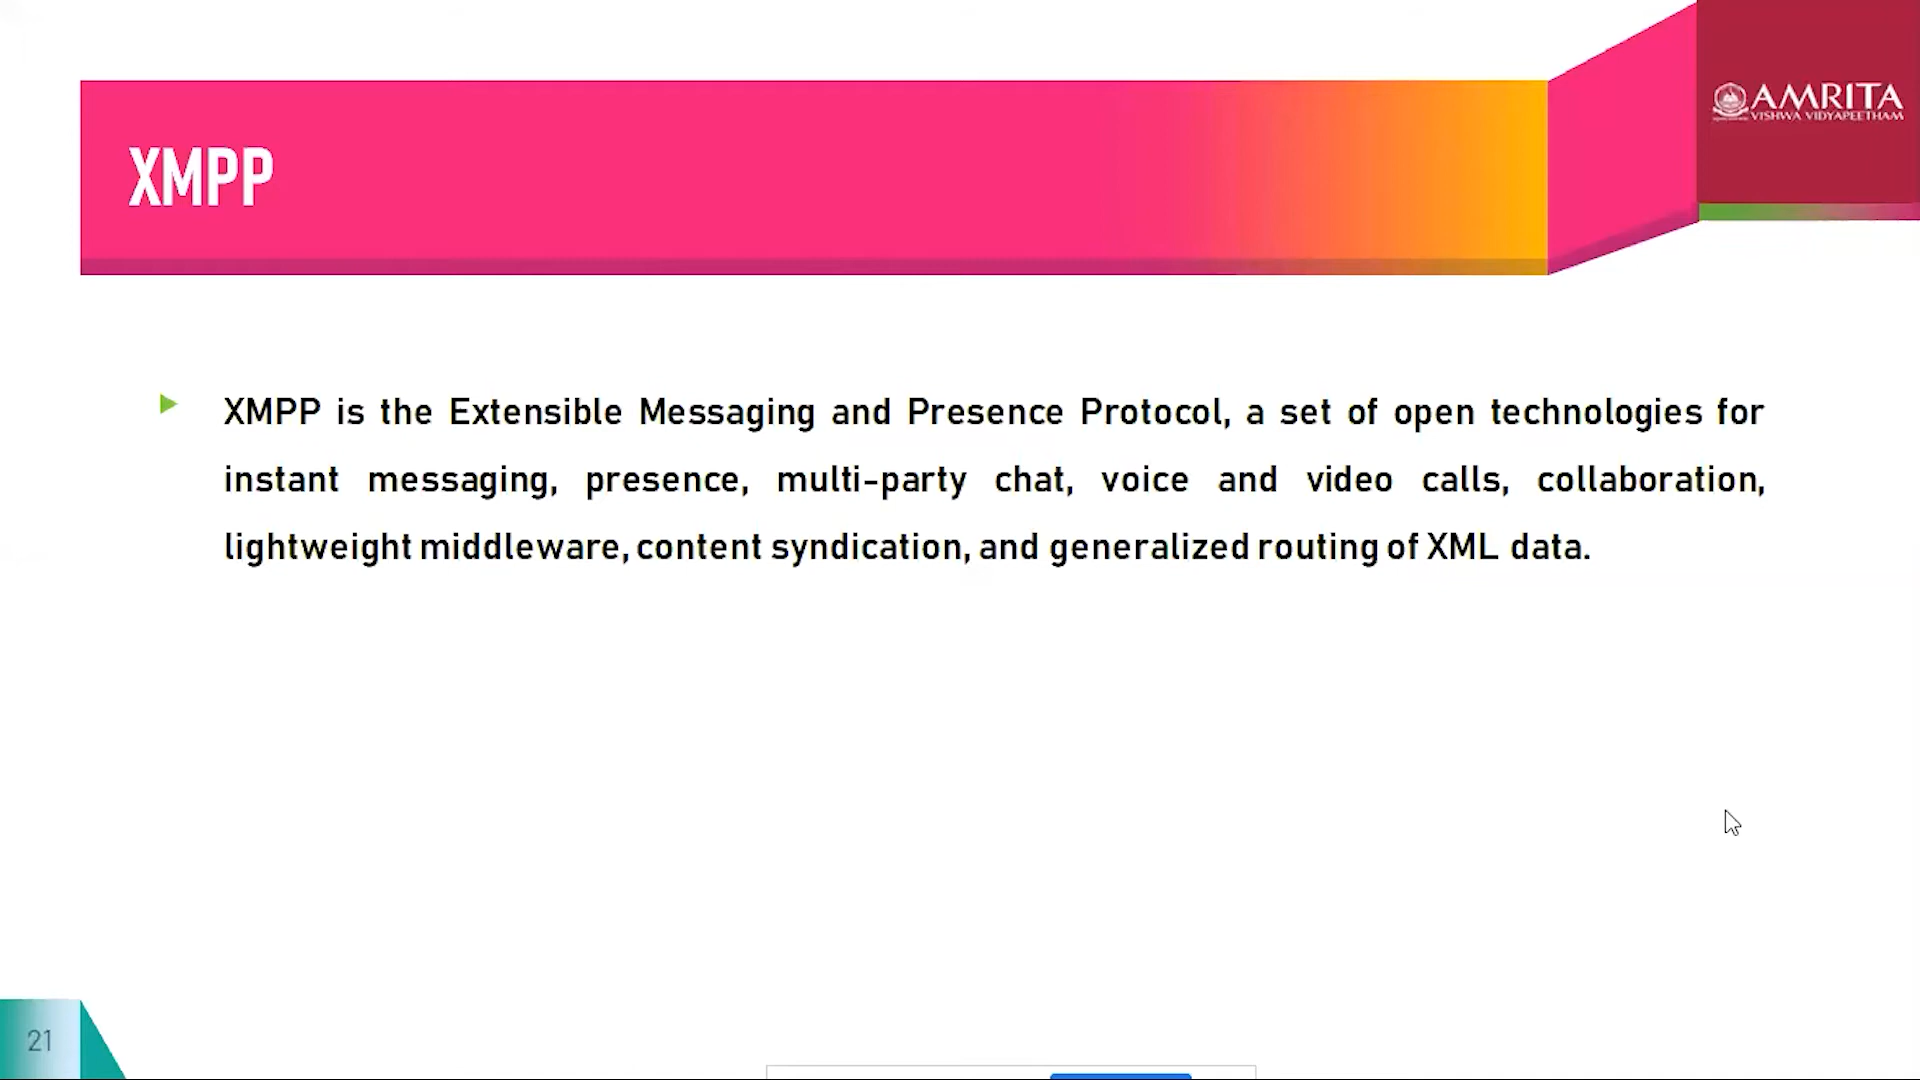 AMRITA
VISHWA VIDYAPEETHAM
XMPP
XMPP is the Extensible Messaging and Presence Protocol, a set of open technologies for
instant messaging, presence, multi-party chat, voice and video calls, collaboration,
lightweight middleware, content syndication, and generalized routing of XML data.
21